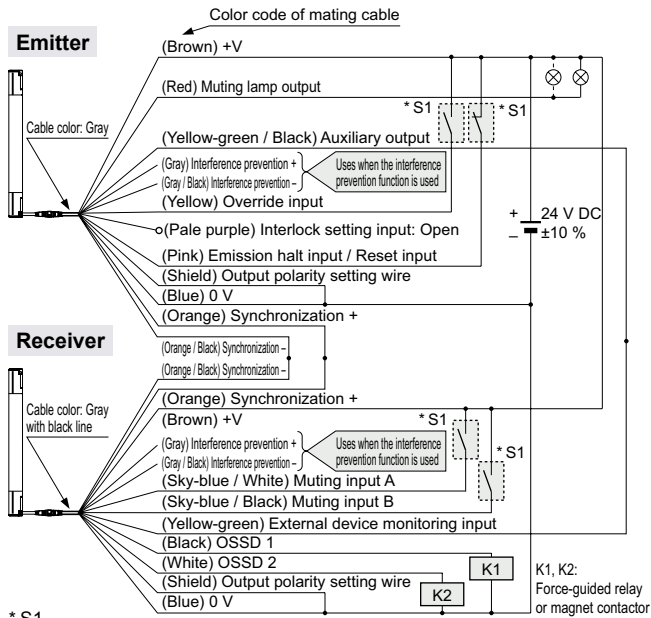 Color code of mating cable
Emitter
(Brown) +V
(Red) Muting lamp output
* S1
* S1
Cable color: Gray
(Yellow-green / Black) Auxiliary output
(Gray) Interference prevention +
(Gray / Black) Interference prevention –
Uses when the interference
prevention function is used
(Yellow) Override input
(Pale purple) Interlock setting input: Open
+
–
24 V DC
±10 %
(Pink) Emission halt input / Reset input
(Shield) Output polarity setting wire
(Blue) 0 V
(Orange) Synchronization +
Receiver
(Orange / Black) Synchronization –
(Orange / Black) Synchronization –
(Orange) Synchronization +
Cable color: Gray
with black line
(Brown) +V
* S1
* S1
(Gray) Interference prevention +
(Gray / Black) Interference prevention –
Uses when the interference
prevention function is used
(Sky-blue / White) Muting input A
(Sky-blue / Black) Muting input B
(Yellow-green) External device monitoring input
(Black) OSSD 1
(White) OSSD 2
(Shield) Output polarity setting wire
(Blue) 0 V
K1
K2
K1, K2:
Force-guided relay
or magnet contactor
* S1